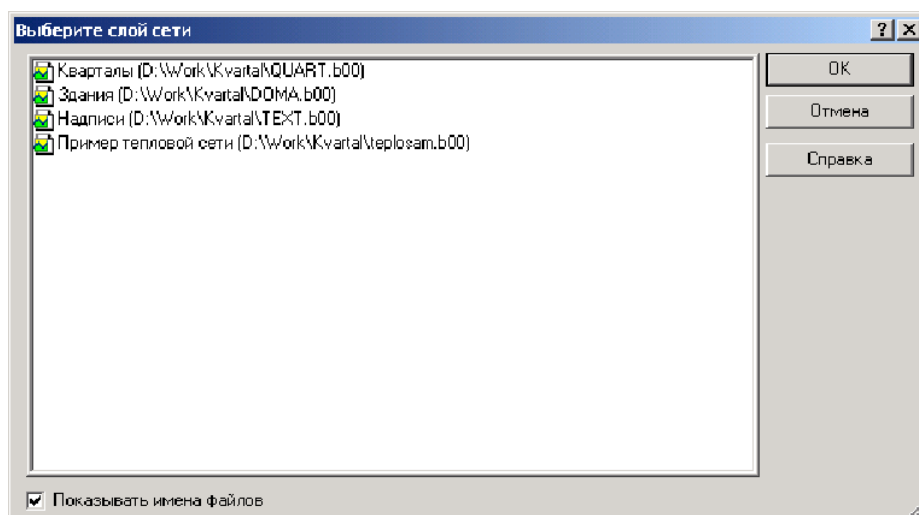 Выберите слой сети
Кварталы (D:\Work\Kvartal\QUART.b00)
Здания (D:\Work\Kvartal\DOMA.b00)
Надписи (D:\Work\Kvartal\TEXT.b00)
Пример тепловой сети (D:\Work\Kvartal\teplosam.b00)
OK
Отмена
Справка
Показывать имена файлов